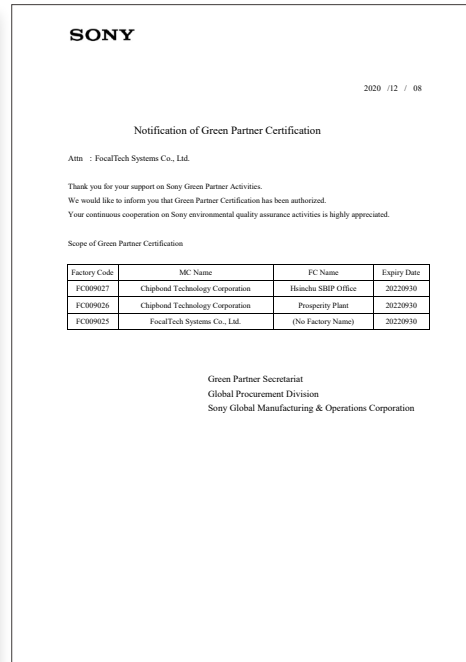 SONY
2020 /12 / 08
Notification of Green Partner Certification
Attn : FocalTech Systems Co., Ltd.
Thank you for your support on Sony Green Partner Activities.
We would like to inform you that Green Partner Certification has been authorized.
Your continuous cooperation on Sony environmental quality assurance activities is highly appreciated.
Scope of Green Partner Certification
Factory Code MC Name FC Name Expiry Date
FC009027 Chipbond Technology Corporation Hsinchu SBIP Office 20220930
FC009026 Chipbond Technology Corporation Prosperity Plant 20220930
FC009025 FocalTech Systems Co., Ltd. (No Factory Name) 20220930
Green Partner Secretariat
Global Procurement Division
Sony Global Manufacturing & Operations Corporation